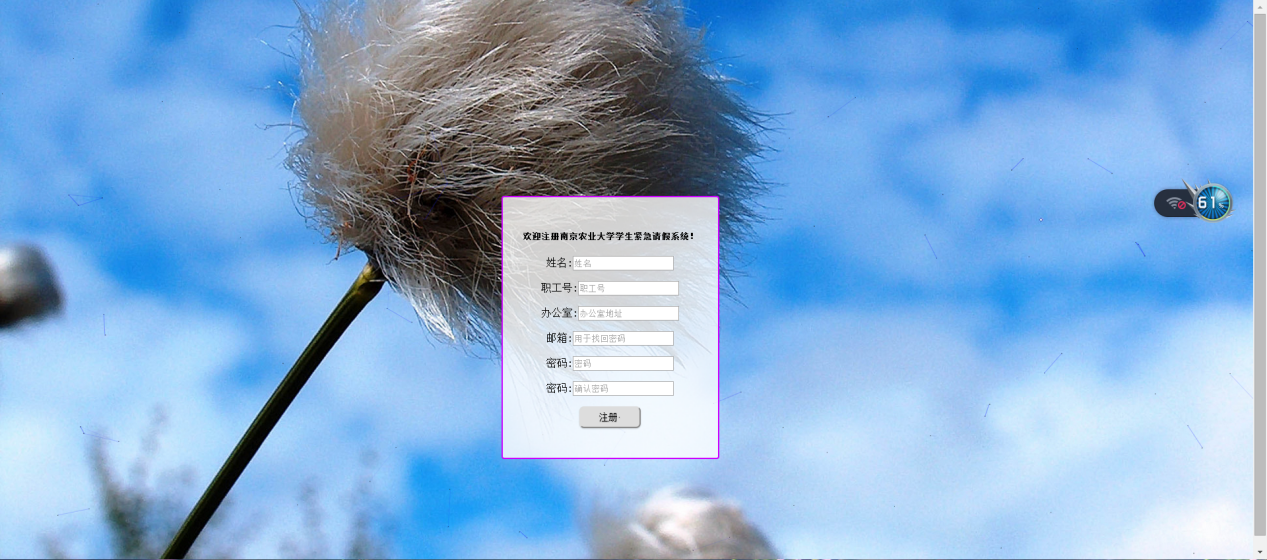 欢迎注册南京农业大学学生紧急请假系统！
姓名:姓名
职工号:职工号
办公室:办公室地址
邮箱:用于找回密码
密码:密码
密码:确认密码
注册·
61%